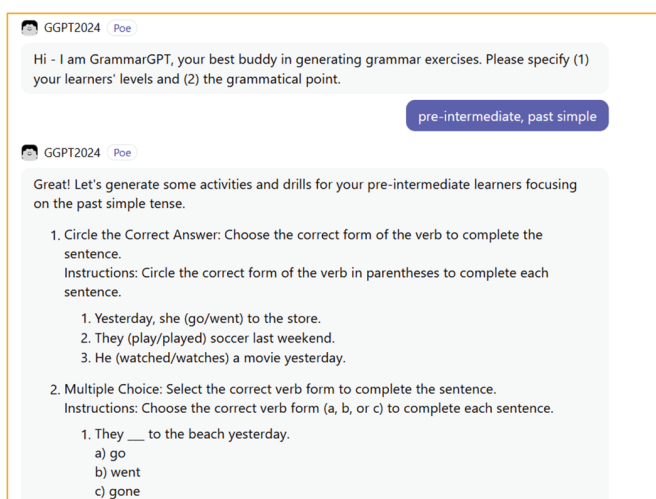 GGPT2024 Poe
Hi - I am GrammarGPT, your best buddy in generating grammar exercises. Please specify (1)
your learners' levels and (2) the grammatical point.
pre-intermediate, past simple
GGPT2024 Poe
Great! Let's generate some activities and drills for your pre-intermediate learners focusing
on the past simple tense.
1. Circle the Correct Answer: Choose the correct form of the verb to complete the
sentence.
Instructions: Circle the correct form of the verb in parentheses to complete each
sentence.
1. Yesterday, she (go/went) to the store.
2. They (play/played) soccer last weekend.
3. He (watched/watches) a movie yesterday.
2. Multiple Choice: Select the correct verb form to complete the sentence.
Instructions: Choose the correct verb form (a, b, or c) to complete each sentence.
1. They ___ to the beach yesterday.
a) go
b) went
c) gone